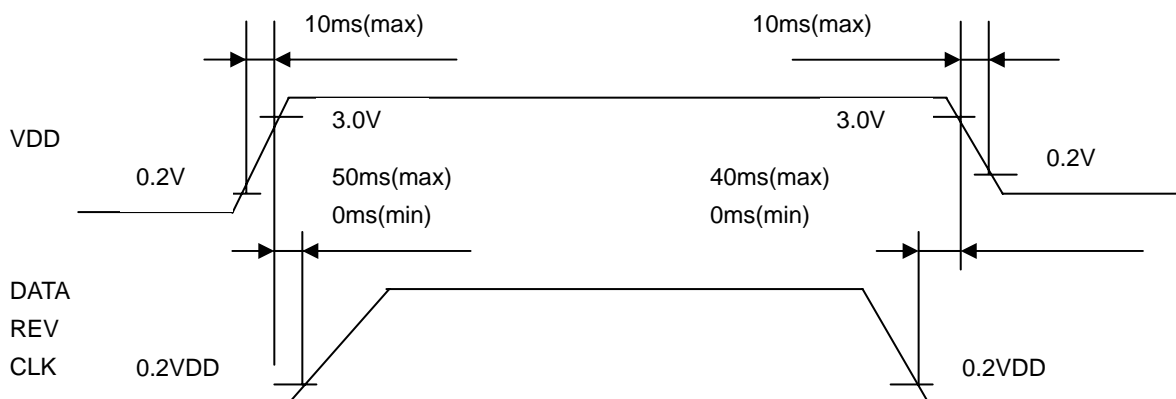 10ms(max) 10ms(max)
3.0V 3.0V
VDD
0.2V 0.2V
50ms(max) 40ms(max)
0ms(min) 0ms(min)
DATA
REV
CLK 0.2VDD 0.2VDD